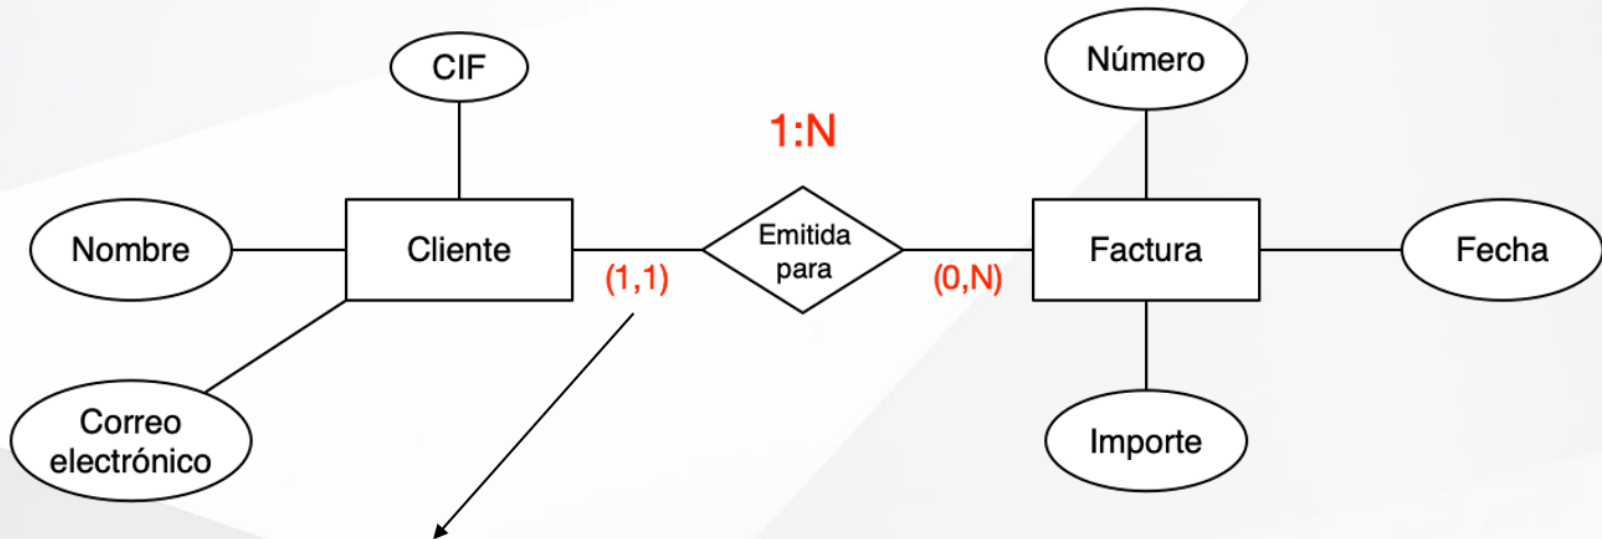 CIF
Número
1:N
Nombre
Cliente
(1,1)
Emitida
para
(0,N)
Factura
Fecha
Correo
electrónico
Importe